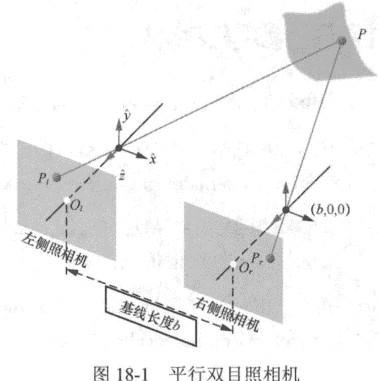 P
ŷ
x̂
ẑ
P_l
O_l
(b,0,0)
P_r
O_r
左侧照相机
右侧照相机
基线长度b
图 18-1 平行双目照相机